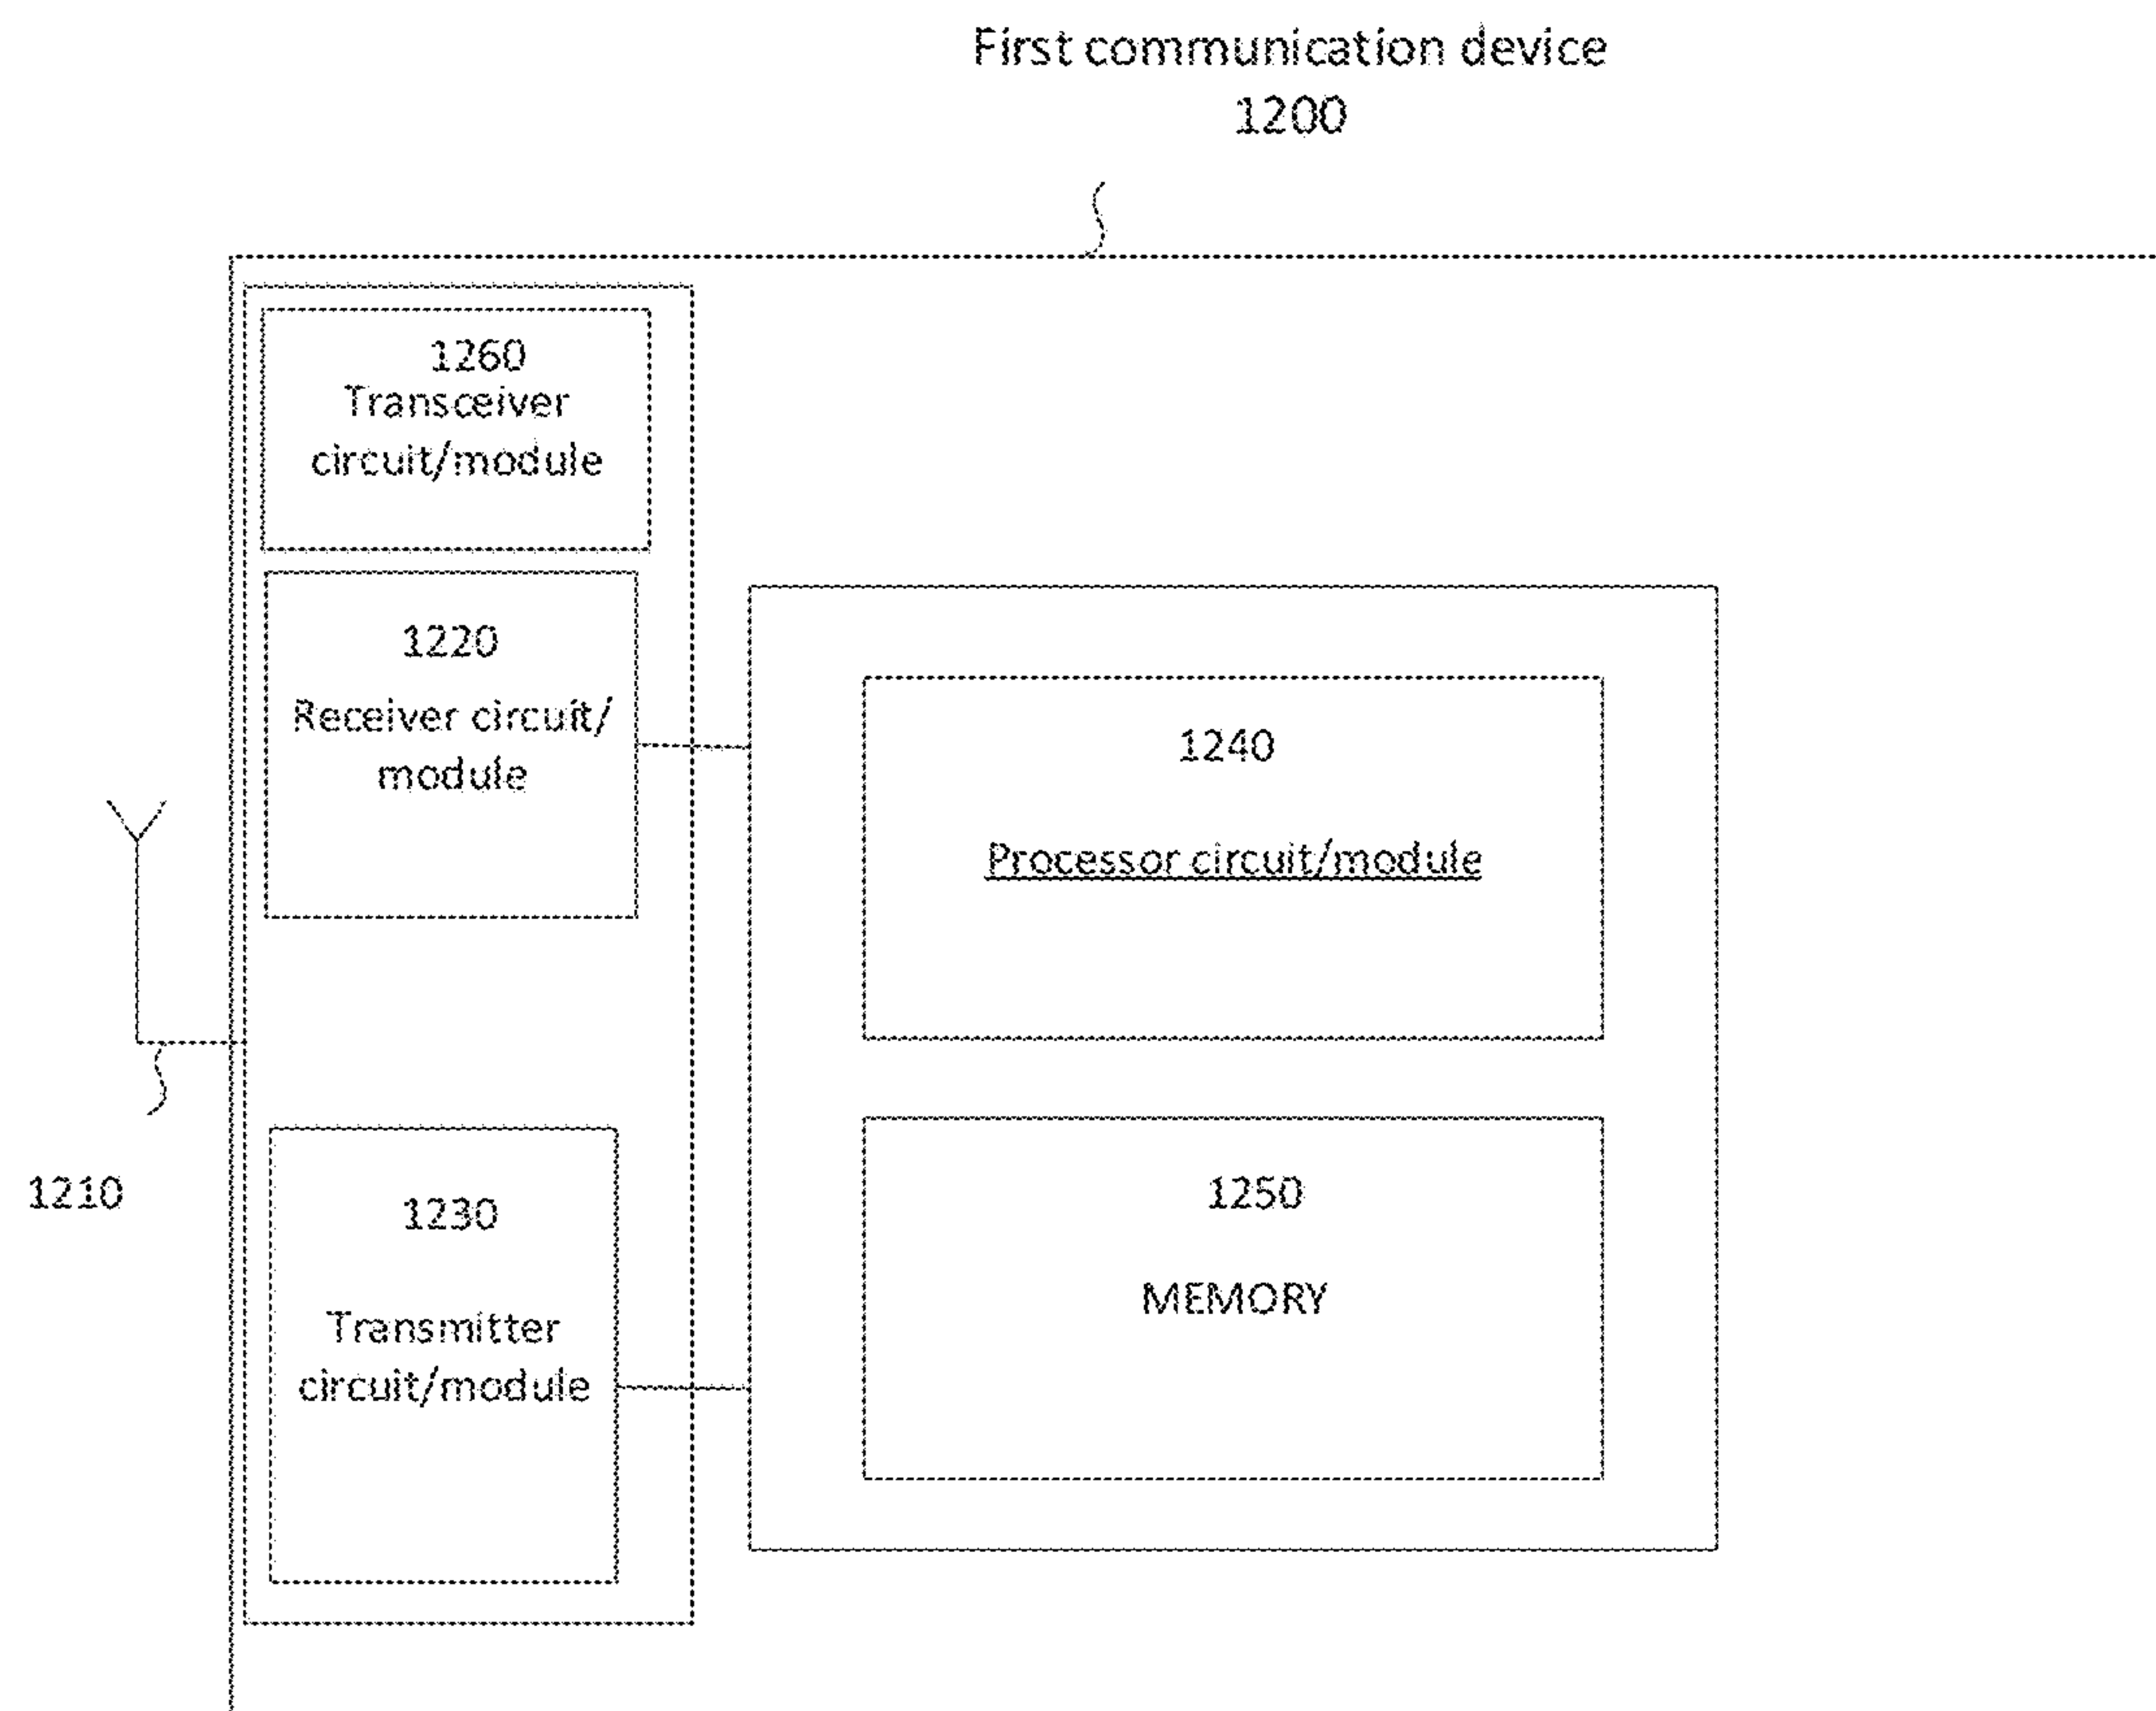 First communication device
1200
1260
Transceiver
circuit/module
1220
Receiver circuit/
module
1240
Processor circuit/module
1210
1230
Transmitter
circuit/module
1250
MEMORY